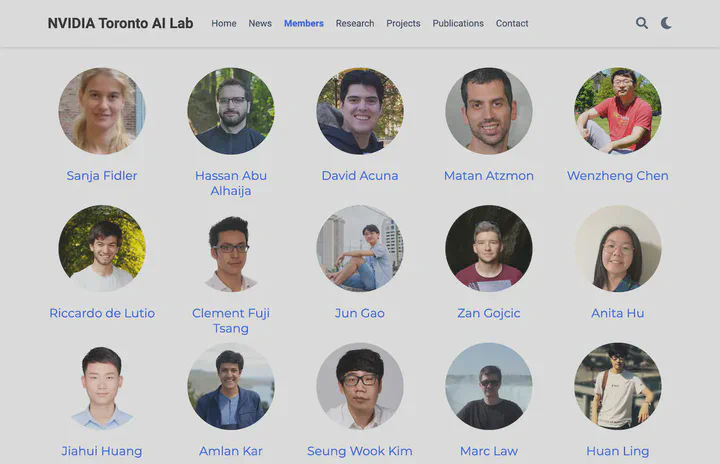 NVIDIA Toronto AI Lab Home News Members Research Projects Publications Contact
Sanja Fidler Hassan Abu David Acuna Matan Atzmon Wenzheng Chen
Alhaija
Riccardo de Lutio Clement Fuji Jun Gao Zan Gojcic Anita Hu
Tsang
Jiahui Huang Amlan Kar Seung Wook Kim Marc Law Huan Ling